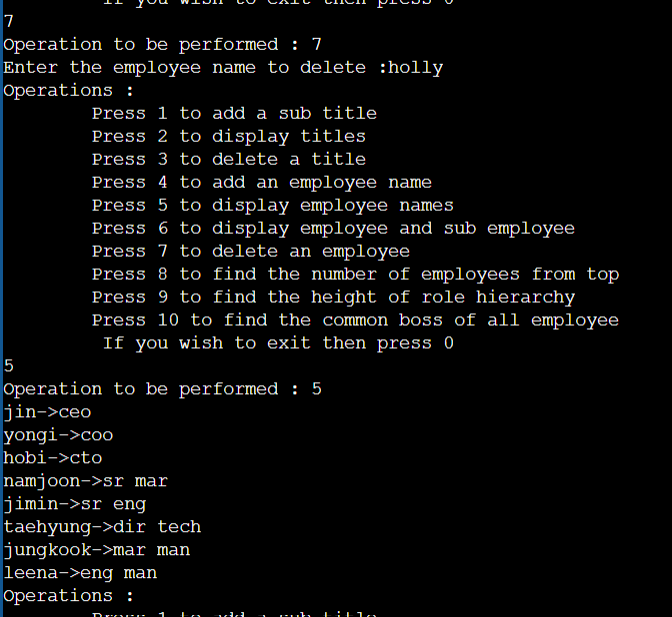 If you wish to exit then press 0
7
Operation to be performed : 7
Enter the employee name to delete :holly
Operations :
Press 1 to add a sub title
Press 2 to display titles
Press 3 to delete a title
Press 4 to add an employee name
Press 5 to display employee names
Press 6 to display employee and sub employee
Press 7 to delete an employee
Press 8 to find the number of employees from top
Press 9 to find the height of role hierarchy
Press 10 to find the common boss of all employee
If you wish to exit then press 0
5
Operation to be performed : 5
jin->ceo
yongi->coo
hobi->cto
namjoon->sr mar
jimin->sr eng
taehyung->dir tech
jungkook->mar man
leena->eng man
Operations :
Press 1 to add a sub title